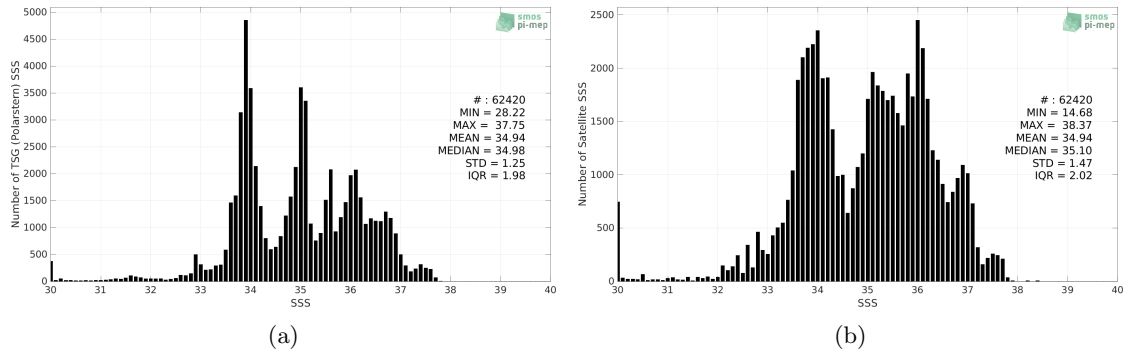 5000
4500
4000
3500
3000
2500
2000
1500
1000
500
0
Number of TSG (Polarstern) SSS
smos
pi-mep
# : 62420
MIN = 28.22
MAX = 37.75
MEAN = 34.94
MEDIAN = 34.98
STD = 1.25
IQR = 1.98
30 31 32 33 34 35 36 37 38 39 40
SSS
(a)
2500
2000
1500
1000
500
0
Number of Satellite SSS
smos
pi-mep
# : 62420
MIN = 14.68
MAX = 38.37
MEAN = 34.94
MEDIAN = 35.10
STD = 1.47
IQR = 2.02
30 31 32 33 34 35 36 37 38 39 40
SSS
(b)